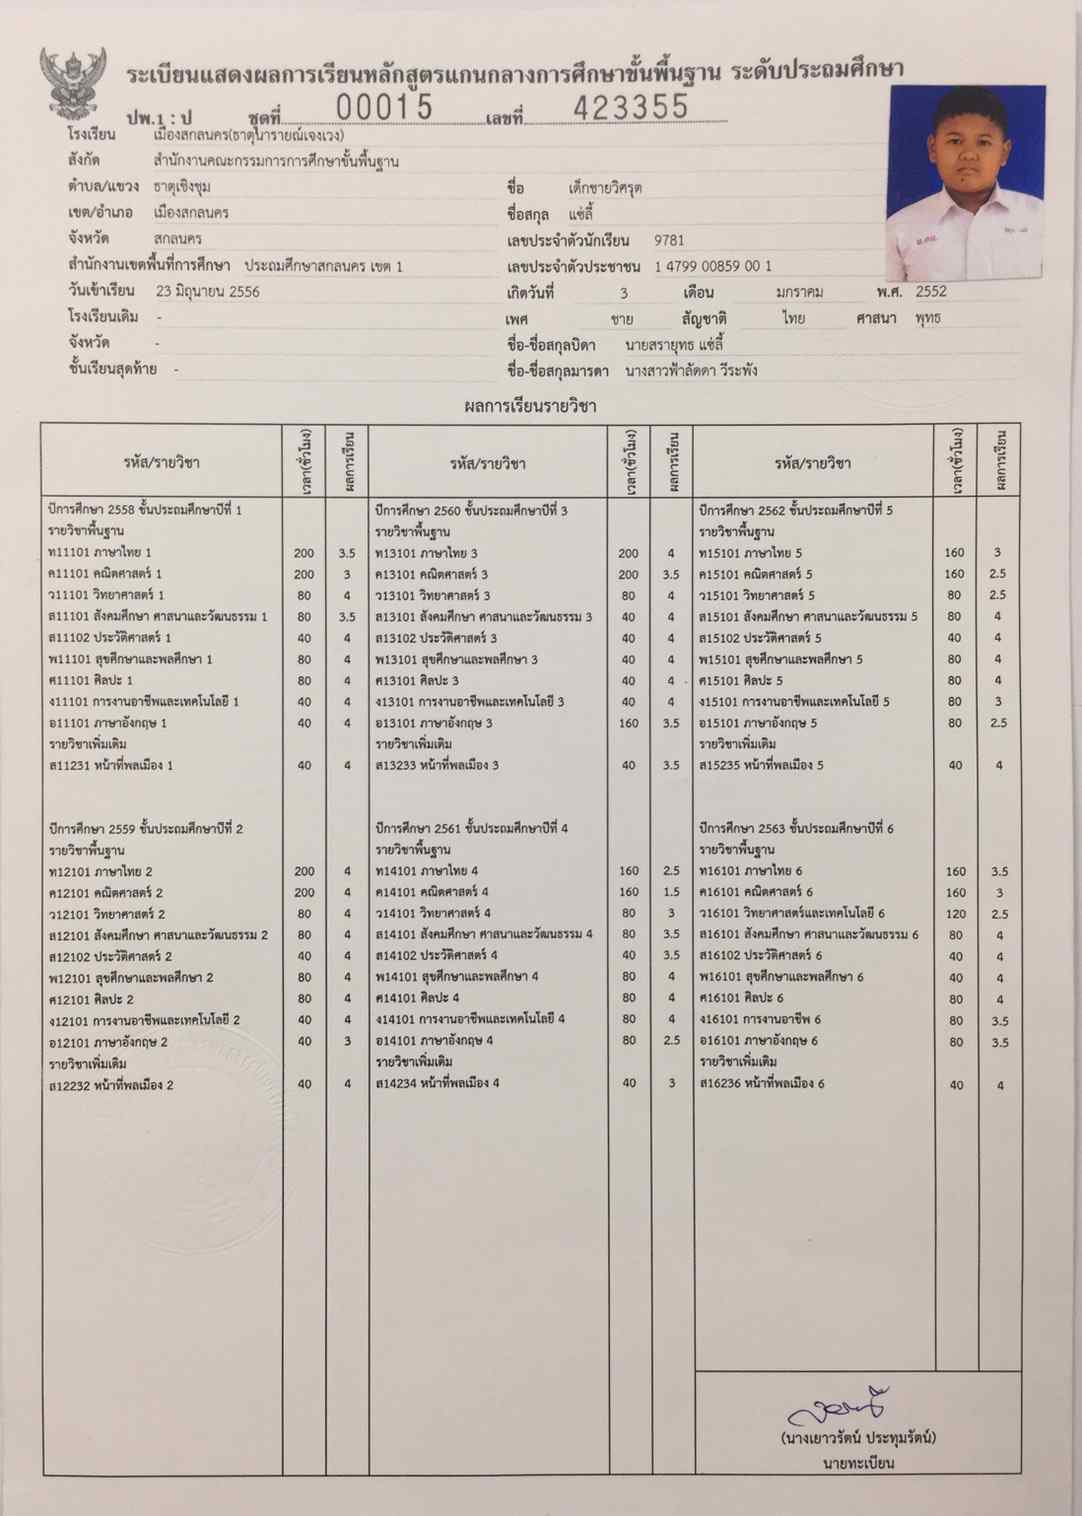 ระเบียนแสดงผลการเรียนหลักสูตรแกนกลางการศึกษาขั้นพื้นฐาน ระดับประถมศึกษา
ปพ.1 : ป ชุดที่ 00015 เลขที่ 423355
โรงเรียน เมืองสกลนคร(ธาตุนารายณ์เจงเวง)
สังกัด สำนักงานคณะกรรมการการศึกษาขั้นพื้นฐาน
ตำบล/แขวง ธาตุเชิงชุม
เขต/อำเภอ เมืองสกลนคร
จังหวัด สกลนคร
สำนักงานเขตพื้นที่การศึกษา ประถมศึกษาสกลนคร เขต 1
วันเข้าเรียน 23 มิถุนายน 2556
โรงเรียนเดิม -
จังหวัด -
ชั้นเรียนสุดท้าย -
ชื่อ เด็กชายวิศรุต
ชื่อสกุล แซ่ลี้
เลขประจำตัวนักเรียน 9781
เลขประจำตัวประชาชน 1 4799 00859 00 1
เกิดวันที่ 3 เดือน มกราคม พ.ศ. 2552
เพศ ชาย สัญชาติ ไทย ศาสนา พุทธ
ชื่อ-ชื่อสกุลบิดา นายสรายุทธ แซ่ลี้
ชื่อ-ชื่อสกุลมารดา นางสาวฟ้าลัดดา วีระพัง
ผลการเรียนรายวิชา
รหัส/รายวิชา เวลา(ชั่วโมง) ผลการเรียน
ปีการศึกษา 2558 ชั้นประถมศึกษาปีที่ 1
รายวิชาพื้นฐาน
ท11101 ภาษาไทย 1 200 3.5
ค11101 คณิตศาสตร์ 1 200 3
ว11101 วิทยาศาสตร์ 1 80 4
ส11101 สังคมศึกษา ศาสนาและวัฒนธรรม 1 80 3.5
ส11102 ประวัติศาสตร์ 1 40 4
พ11101 สุขศึกษาและพลศึกษา 1 80 4
ศ11101 ศิลปะ 1 80 4
ง11101 การงานอาชีพและเทคโนโลยี 1 40 4
อ11101 ภาษาอังกฤษ 1 40 4
รายวิชาเพิ่มเติม
ส11231 หน้าที่พลเมือง 1 40 4
ปีการศึกษา 2559 ชั้นประถมศึกษาปีที่ 2
รายวิชาพื้นฐาน
ท12101 ภาษาไทย 2 200 4
ค12101 คณิตศาสตร์ 2 200 4
ว12101 วิทยาศาสตร์ 2 80 4
ส12101 สังคมศึกษา ศาสนาและวัฒนธรรม 2 80 4
ส12102 ประวัติศาสตร์ 2 40 4
พ12101 สุขศึกษาและพลศึกษา 2 80 4
ศ12101 ศิลปะ 2 80 4
ง12101 การงานอาชีพและเทคโนโลยี 2 40 4
อ12101 ภาษาอังกฤษ 2 40 3
รายวิชาเพิ่มเติม
ส12232 หน้าที่พลเมือง 2 40 4
รหัส/รายวิชา เวลา(ชั่วโมง) ผลการเรียน
ปีการศึกษา 2560 ชั้นประถมศึกษาปีที่ 3
รายวิชาพื้นฐาน
ท13101 ภาษาไทย 3 200 4
ค13101 คณิตศาสตร์ 3 200 3.5
ว13101 วิทยาศาสตร์ 3 80 4
ส13101 สังคมศึกษา ศาสนาและวัฒนธรรม 3 40 4
ส13102 ประวัติศาสตร์ 3 40 4
พ13101 สุขศึกษาและพลศึกษา 3 40 4
ศ13101 ศิลปะ 3 40 4
ง13101 การงานอาชีพและเทคโนโลยี 3 40 4
อ13101 ภาษาอังกฤษ 3 160 3.5
รายวิชาเพิ่มเติม
ส13233 หน้าที่พลเมือง 3 40 3.5
ปีการศึกษา 2561 ชั้นประถมศึกษาปีที่ 4
รายวิชาพื้นฐาน
ท14101 ภาษาไทย 4 160 2.5
ค14101 คณิตศาสตร์ 4 160 1.5
ว14101 วิทยาศาสตร์ 4 80 3
ส14101 สังคมศึกษา ศาสนาและวัฒนธรรม 4 80 3.5
ส14102 ประวัติศาสตร์ 4 40 3.5
พ14101 สุขศึกษาและพลศึกษา 4 80 4
ศ14101 ศิลปะ 4 80 4
ง14101 การงานอาชีพและเทคโนโลยี 4 80 4
อ14101 ภาษาอังกฤษ 4 80 2.5
รายวิชาเพิ่มเติม
ส14234 หน้าที่พลเมือง 4 40 3
รหัส/รายวิชา เวลา(ชั่วโมง) ผลการเรียน
ปีการศึกษา 2562 ชั้นประถมศึกษาปีที่ 5
รายวิชาพื้นฐาน
ท15101 ภาษาไทย 5 160 3
ค15101 คณิตศาสตร์ 5 160 2.5
ว15101 วิทยาศาสตร์ 5 80 2.5
ส15101 สังคมศึกษา ศาสนาและวัฒนธรรม 5 80 4
ส15102 ประวัติศาสตร์ 5 40 4
พ15101 สุขศึกษาและพลศึกษา 5 80 4
ศ15101 ศิลปะ 5 80 4
ง15101 การงานอาชีพและเทคโนโลยี 5 80 3
อ15101 ภาษาอังกฤษ 5 80 2.5
รายวิชาเพิ่มเติม
ส15235 หน้าที่พลเมือง 5 40 4
ปีการศึกษา 2563 ชั้นประถมศึกษาปีที่ 6
รายวิชาพื้นฐาน
ท16101 ภาษาไทย 6 160 3.5
ค16101 คณิตศาสตร์ 6 160 3
ว16101 วิทยาศาสตร์และเทคโนโลยี 6 120 2.5
ส16101 สังคมศึกษา ศาสนาและวัฒนธรรม 6 80 4
ส16102 ประวัติศาสตร์ 6 40 4
พ16101 สุขศึกษาและพลศึกษา 6 40 4
ศ16101 ศิลปะ 6 80 4
ง16101 การงานอาชีพ 6 80 3.5
อ16101 ภาษาอังกฤษ 6 80 3.5
รายวิชาเพิ่มเติม
ส16236 หน้าที่พลเมือง 6 40 4
(นางเยาวรัตน์ ประทุมรัตน์)
นายทะเบียน